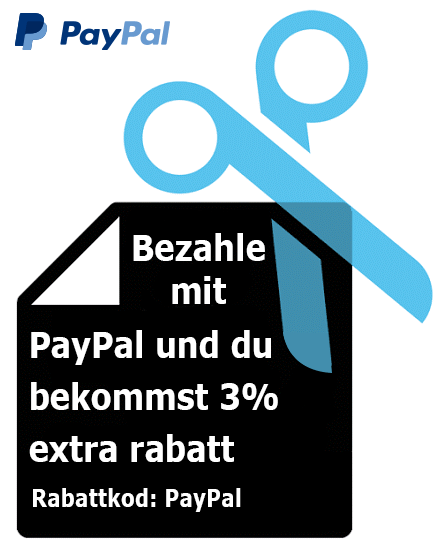 PayPal
Bezahle
mit
PayPal und du
bekommst 3%
extra rabatt
Rabattkod: PayPal